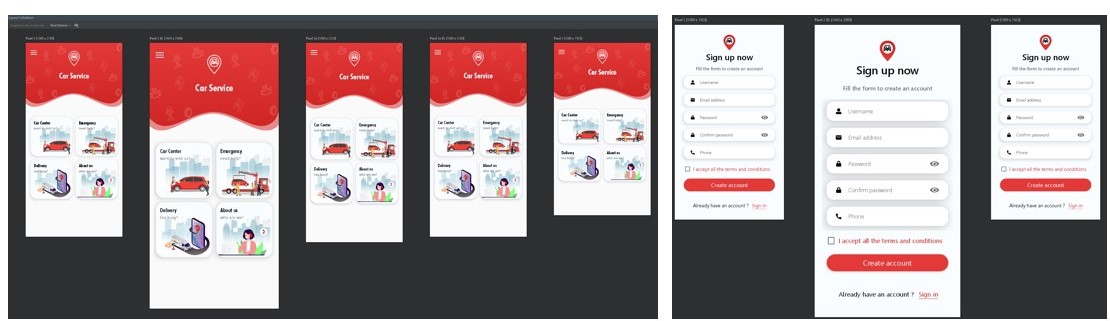 Car Service
Car Center
Emergency
Delivery
About us
Car Service
Car Center
Emergency
need help?
Delivery
About us
who are we?
Car Service
Car Center
Emergency
Delivery
About us
Car Service
Car Center
Emergency
Delivery
About us
Car Service
Car Center
Emergency
Delivery
About us
Sign up now
Fill the form to create an account
Username
Email address
Password
Confirm password
Phone
I accept all the terms and conditions
Create account
Already have an account ? Sign in
Sign up now
Fill the form to create an account
Username
Email address
Password
Confirm password
Phone
I accept all the terms and conditions
Create account
Already have an account ? Sign in
Sign up now
Fill the form to create an account
Username
Email address
Password
Confirm password
Phone
I accept all the terms and conditions
Create account
Already have an account ? Sign in